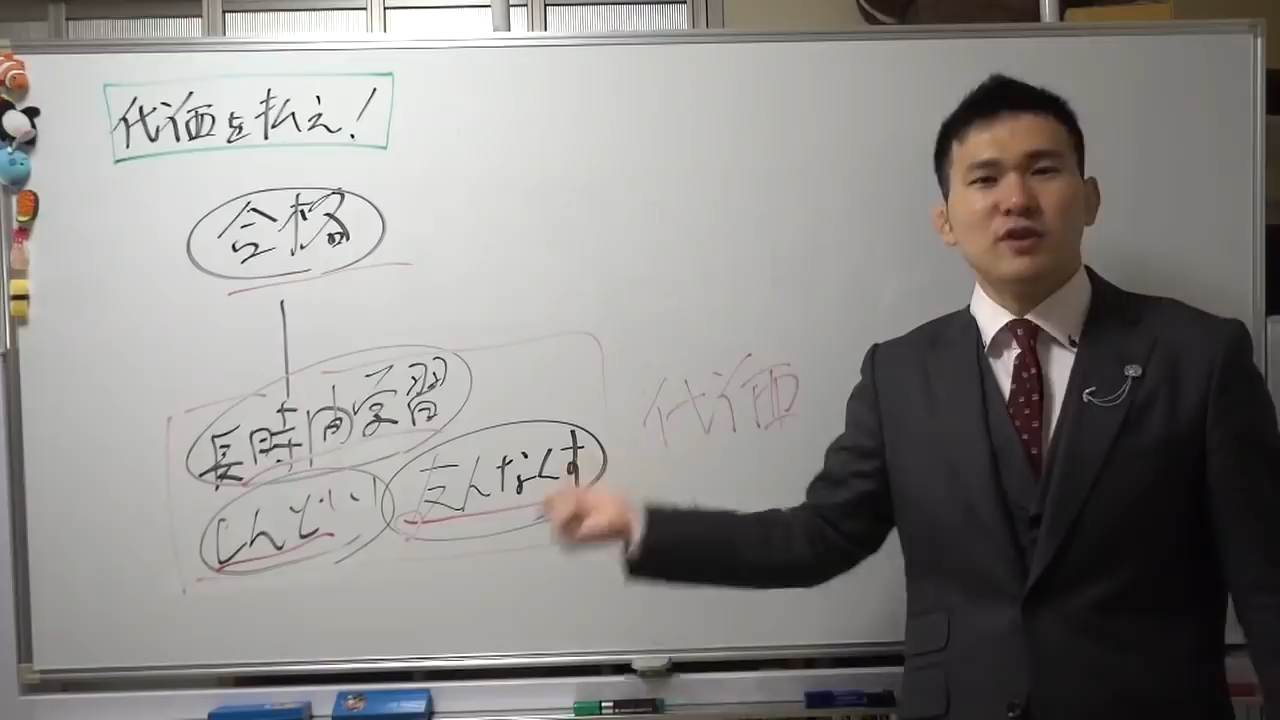 代価を払え!
合格
長時間学習
代価
しんどい
友人なくす